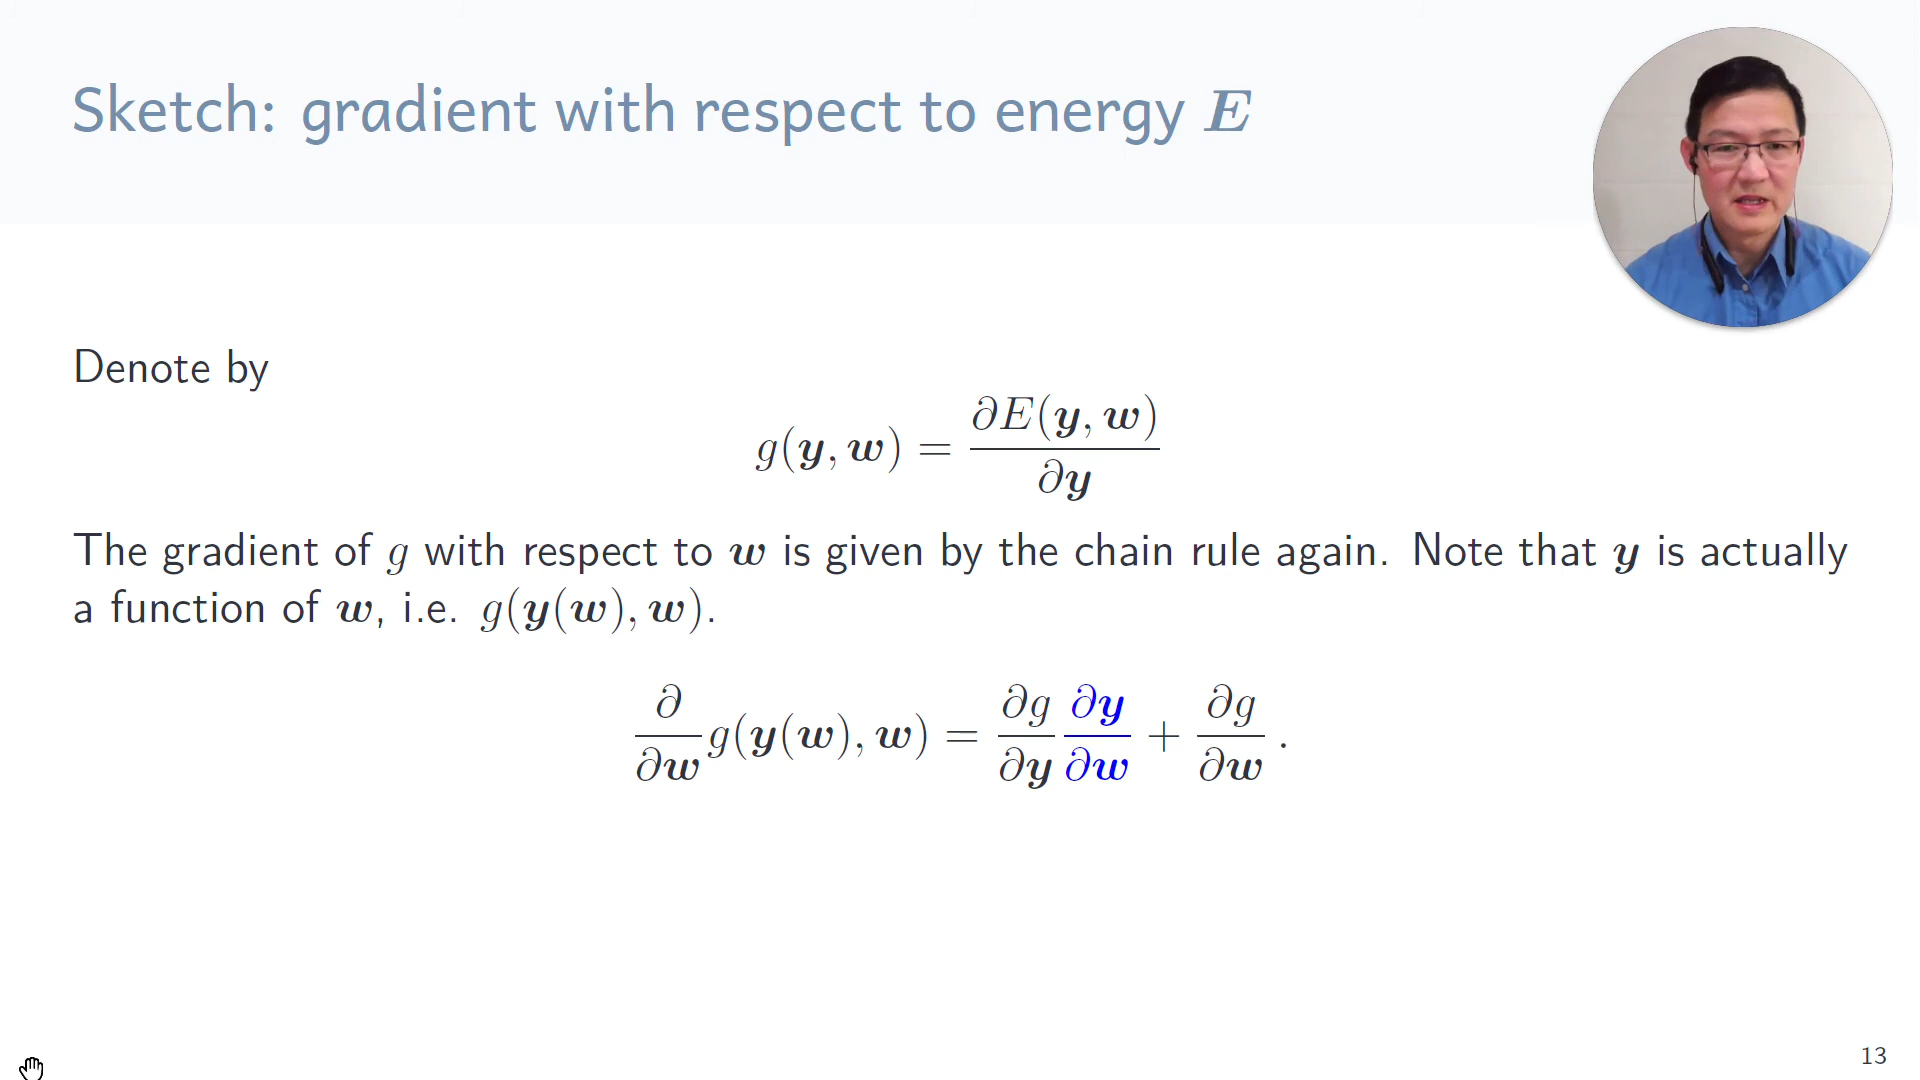 Sketch: gradient with respect to energy E
Denote by
g(y, w) = ∂E(y, w) / ∂y
The gradient of g with respect to w is given by the chain rule again. Note that y is actually
a function of w, i.e. g(y(w), w).
∂/∂w g(y(w), w) = ∂g/∂y ∂y/∂w + ∂g/∂w .
13